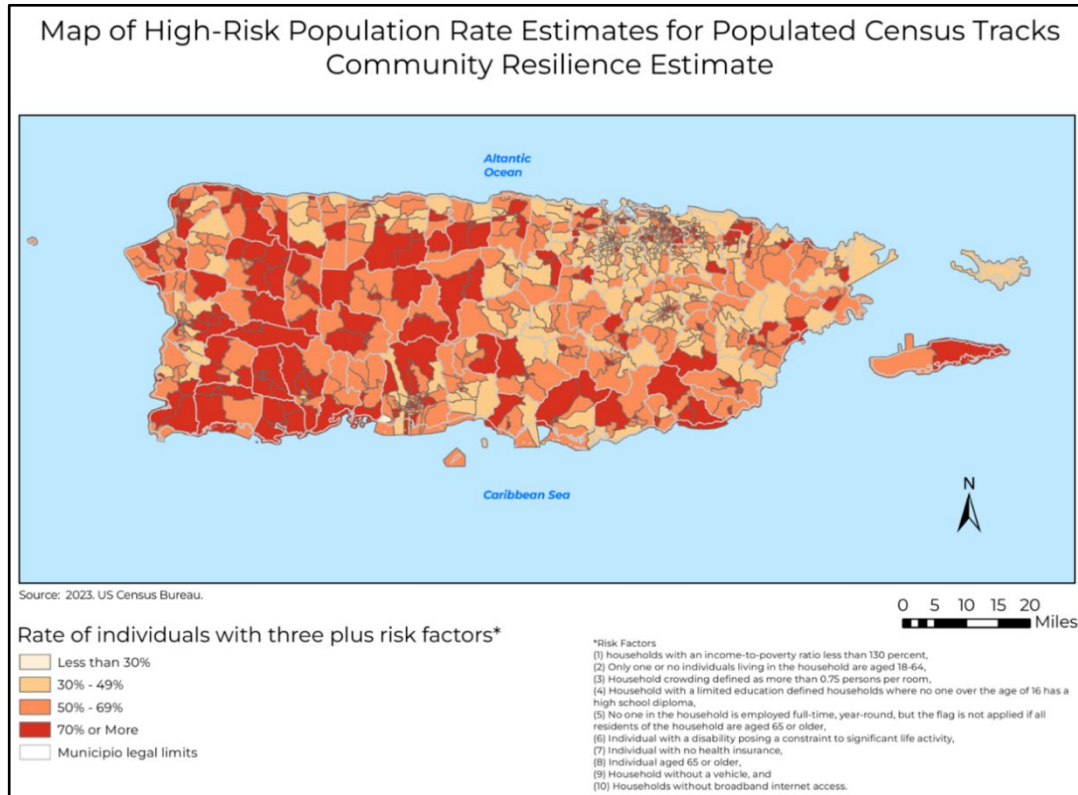 Map of High-Risk Population Rate Estimates for Populated Census Tracks
Community Resilience Estimate
Altantic
Ocean
Caribbean Sea
N
Source: 2023. US Census Bureau.
0 5 10 15 20
Miles
Rate of individuals with three plus risk factors*
Less than 30%
30% - 49%
50% - 69%
70% or More
Municipio legal limits
*Risk Factors
(1) households with an income-to-poverty ratio less than 130 percent,
(2) Only one or no individuals living in the household are aged 18-64,
(3) Household crowding defined as more than 0.75 persons per room,
(4) Household with a limited education defined households where no one over the age of 16 has a
high school diploma,
(5) No one in the household is employed full-time, year-round, but the flag is not applied if all
residents of the household are aged 65 or older,
(6) Individual with a disability posing a constraint to significant life activity,
(7) Individual with no health insurance,
(8) Individual aged 65 or older,
(9) Household without a vehicle, and
(10) Households without broadband internet access.